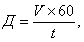 Д = V × 60 / t,